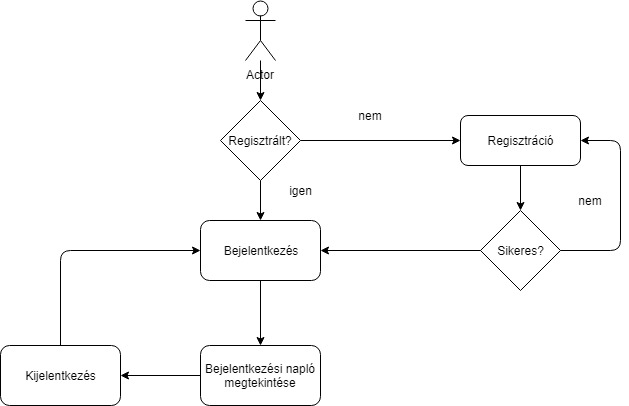 Actor
nem
Regisztrált?
Regisztráció
igen
nem
Bejelentkezés
Sikeres?
Kijelentkezés
Bejelentkezési napló
megtekintése